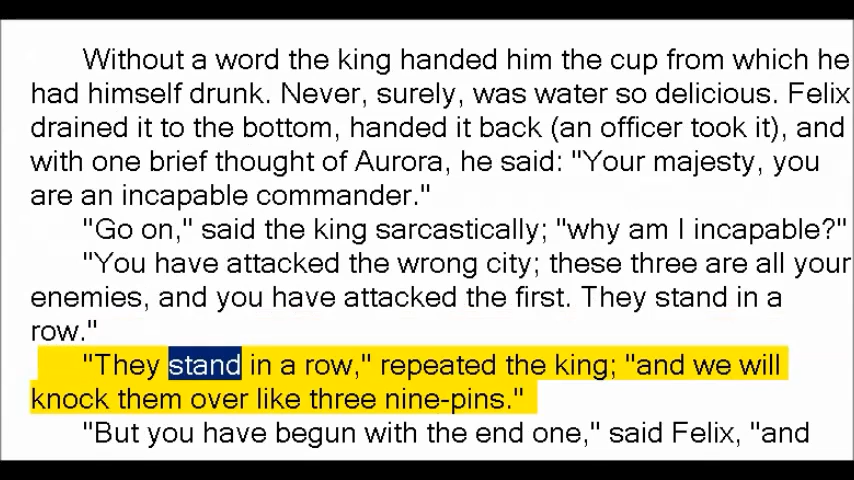 Without a word the king handed him the cup from which he
had himself drunk. Never, surely, was water so delicious. Felix
drained it to the bottom, handed it back (an officer took it), and
with one brief thought of Aurora, he said: "Your majesty, you
are an incapable commander."
"Go on," said the king sarcastically; "why am I incapable?"
"You have attacked the wrong city; these three are all your
enemies, and you have attacked the first. They stand in a
row."
"They stand in a row," repeated the king; "and we will
knock them over like three nine-pins."
"But you have begun with the end one," said Felix, "and